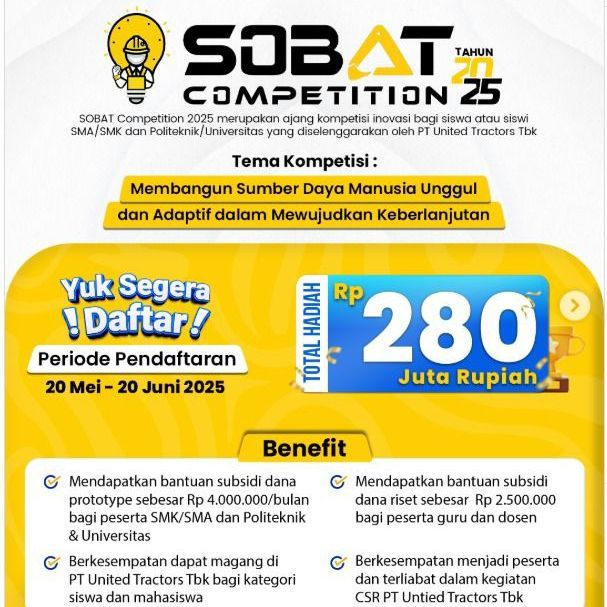 SOBAT
TAHUN
2025
COMPETITION
SOBAT Competition 2025 merupakan ajang kompetisi inovasi bagi siswa atau siswi
SMA/SMK dan Politeknik/Universitas yang diselenggarakan oleh PT United Tractors Tbk
Tema Kompetisi :
Membangun Sumber Daya Manusia Unggul
dan Adaptif dalam Mewujudkan Keberlanjutan
Yuk Segera
! Daftar !
Periode Pendaftaran
20 Mei - 20 Juni 2025
TOTAL HADIAH
Rp
280
Juta Rupiah
Benefit
Mendapatkan bantuan subsidi dana
prototype sebesar Rp 4.000.000/bulan
bagi peserta SMK/SMA dan Politeknik
& Universitas
Berkesempatan dapat magang di
PT United Tractors Tbk bagi kategori
siswa dan mahasiswa
Mendapatkan bantuan subsidi
dana riset sebesar Rp 2.500.000
bagi peserta guru dan dosen
Berkesempatan menjadi peserta
dan terliabat dalam kegiatan
CSR PT Untied Tractors Tbk